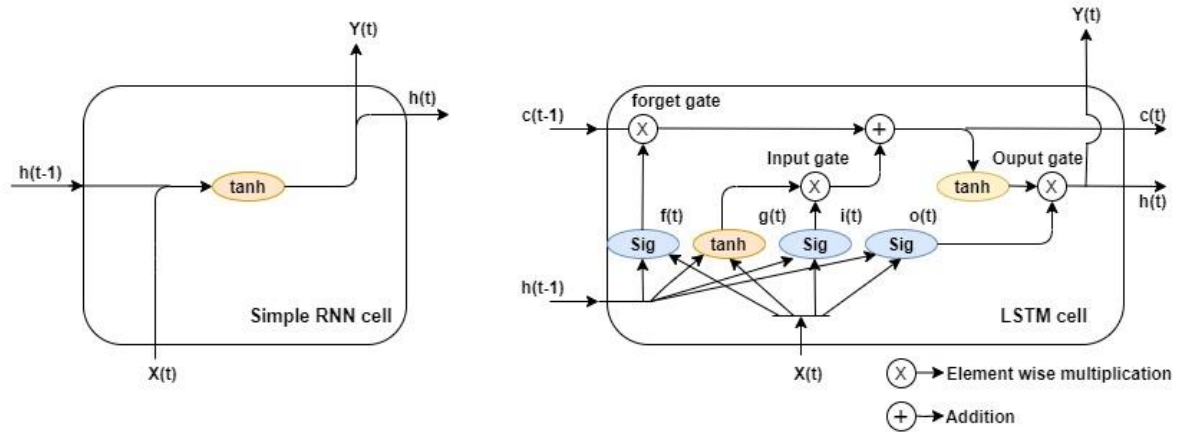 Y(t)
h(t)
h(t-1)
tanh
Simple RNN cell
X(t)
Y(t)
forget gate
c(t-1)
X
+
c(t)
Input gate
Ouput gate
X
tanh
X
h(t)
f(t)
g(t)
i(t)
o(t)
Sig
tanh
Sig
Sig
h(t-1)
LSTM cell
X(t)
X Element wise multiplication
+ Addition